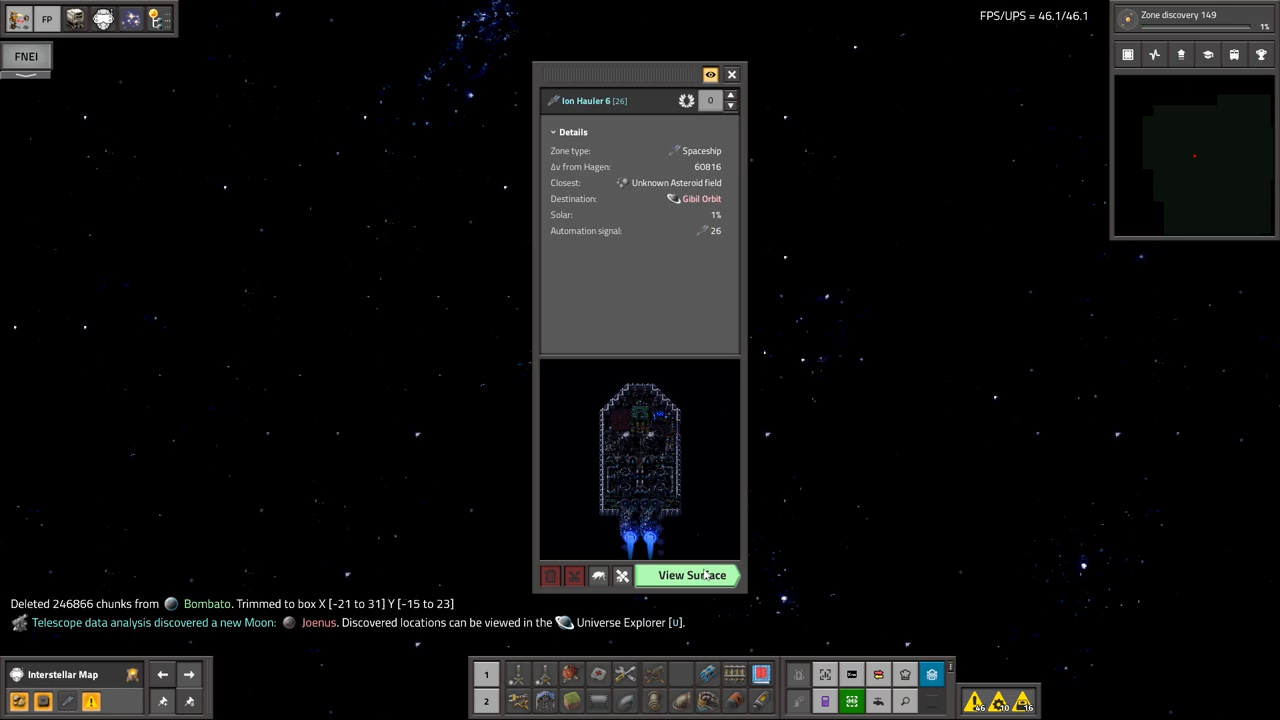 FP
FNEI
FPS/UPS = 46.1/46.1
Zone discovery 149
1%
Ion Hauler 6 [26]
0
Details
Zone type: Spaceship
Δv from Hagen: 60816
Closest: Unknown Asteroid field
Destination: Gibil Orbit
Solar: 1%
Automation signal: 26
View Surface
Deleted 246866 chunks from Bombato. Trimmed to box X [-21 to 31] Y [-15 to 23]
Telescope data analysis discovered a new Moon: Joenus. Discovered locations can be viewed in the Universe Explorer [U].
Interstellar Map
1
2
46
10
16